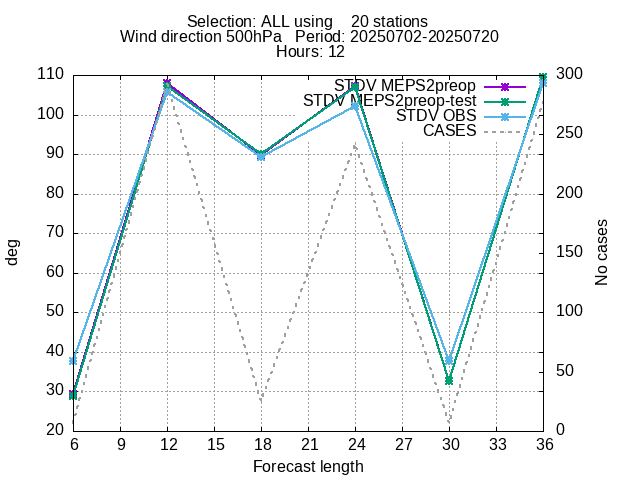 Selection: ALL using    20 stations
Wind direction 500hPa   Period: 20250702-20250720
Hours: 12
STDV MEPS2preop
STDV MEPS2preop-test
STDV OBS
CASES
110
100
90
80
70
60
50
40
30
20
deg
300
250
200
150
100
50
0
No cases
6 9 12 15 18 21 24 27 30 33 36
Forecast length